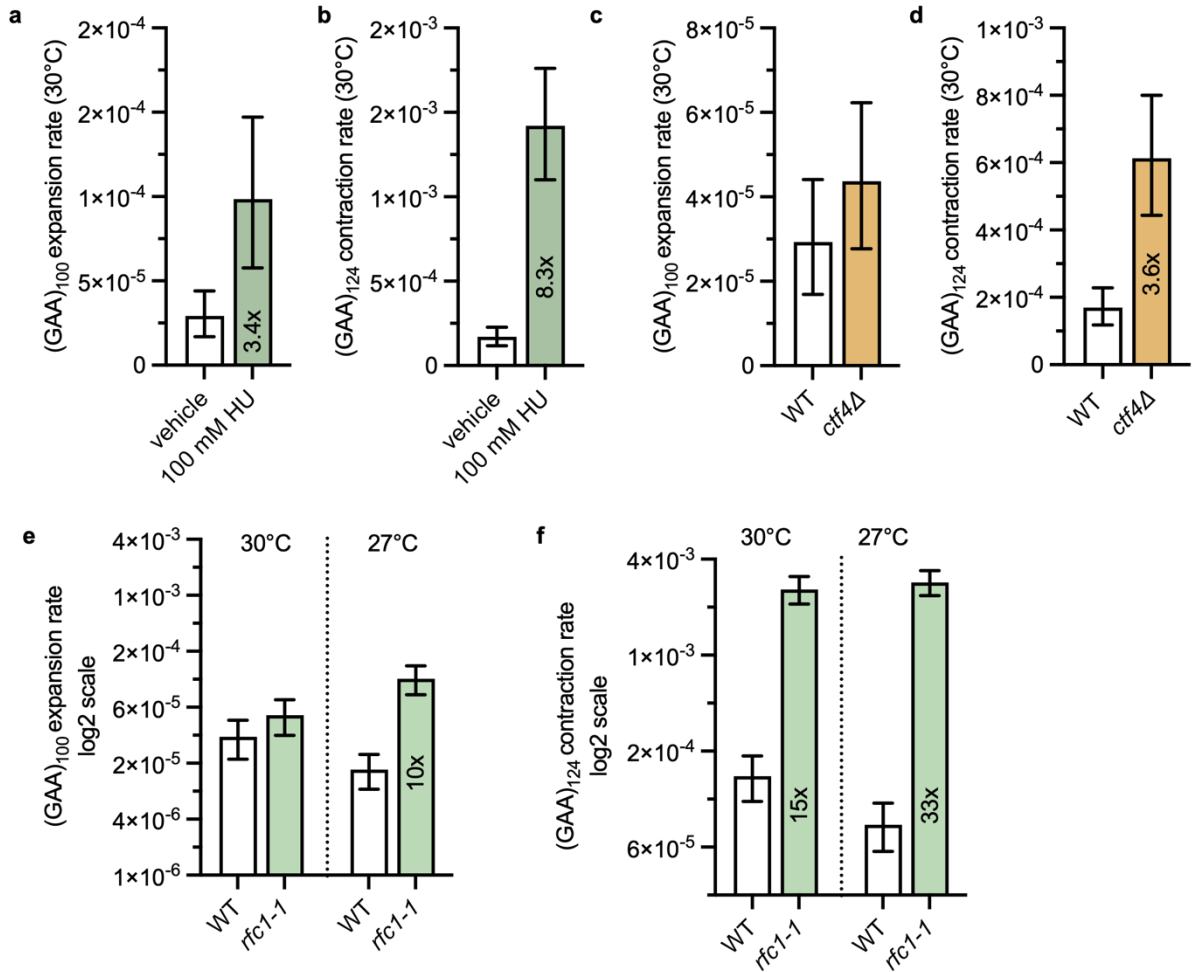 a
(GAA)₁₀₀ expansion rate (30°C)
2×10⁻⁴
2×10⁻⁴
1×10⁻⁴
5×10⁻⁵
0
3.4x
vehicle
100 mM HU
b
(GAA)₁₂₄ contraction rate (30°C)
2×10⁻³
2×10⁻³
1×10⁻³
5×10⁻⁴
0
8.3x
vehicle
100 mM HU
c
(GAA)₁₀₀ expansion rate (30°C)
8×10⁻⁵
6×10⁻⁵
4×10⁻⁵
2×10⁻⁵
0
WT
ctf4Δ
d
(GAA)₁₂₄ contraction rate (30°C)
1×10⁻³
8×10⁻⁴
6×10⁻⁴
4×10⁻⁴
2×10⁻⁴
0
3.6x
WT
ctf4Δ
e
(GAA)₁₀₀ expansion rate
log2 scale
30°C
27°C
4×10⁻³
1×10⁻³
2×10⁻⁴
6×10⁻⁵
2×10⁻⁵
4×10⁻⁶
1×10⁻⁶
10x
WT
rfc1-1
WT
rfc1-1
f
(GAA)₁₂₄ contraction rate
log2 scale
30°C
27°C
4×10⁻³
1×10⁻³
2×10⁻⁴
6×10⁻⁵
15x
33x
WT
rfc1-1
WT
rfc1-1